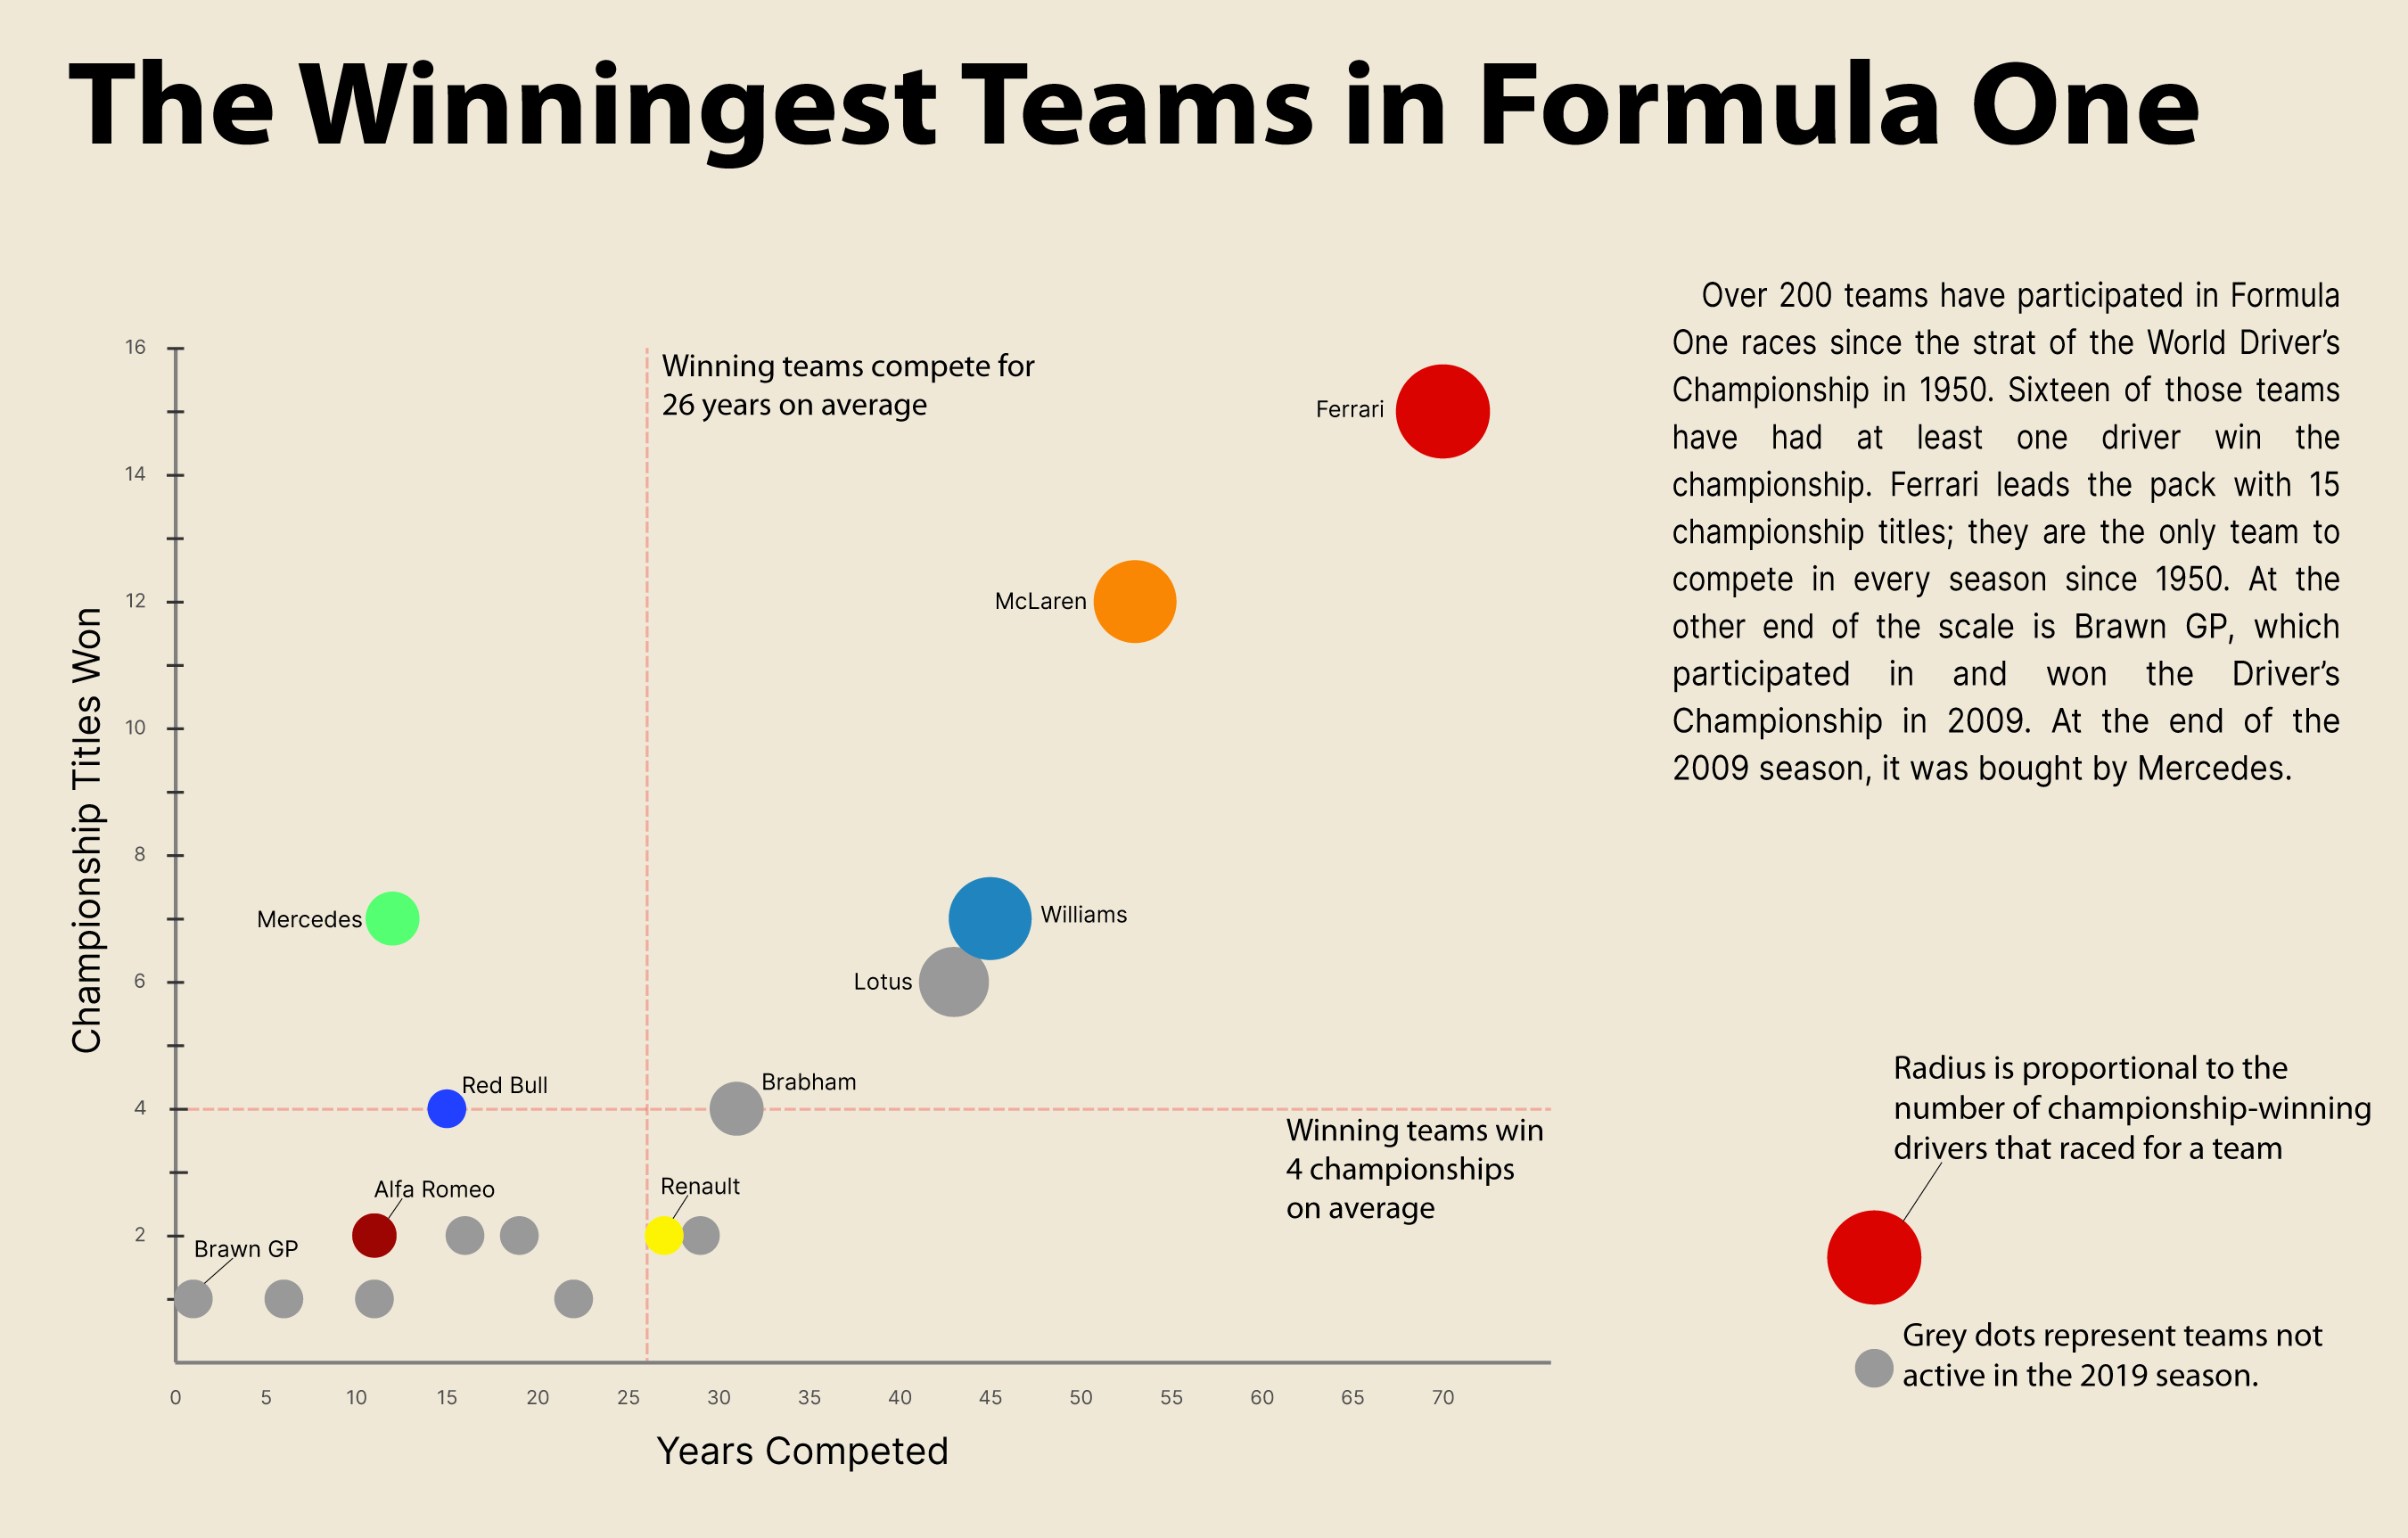 The Winningest Teams in Formula One
Over 200 teams have participated in Formula
One races since the strat of the World Driver’s
Championship in 1950. Sixteen of those teams
have had at least one driver win the
championship. Ferrari leads the pack with 15
championship titles; they are the only team to
compete in every season since 1950. At the
other end of the scale is Brawn GP, which
participated in and won the Driver’s
Championship in 2009. At the end of the
2009 season, it was bought by Mercedes.
Championship Titles Won
16
14
12
10
8
6
4
2
Winning teams compete for
26 years on average
Ferrari
McLaren
Mercedes
Williams
Lotus
Red Bull
Brabham
Winning teams win
4 championships
on average
Alfa Romeo
Renault
Brawn GP
0 5 10 15 20 25 30 35 40 45 50 55 60 65 70
Years Competed
Radius is proportional to the
number of championship-winning
drivers that raced for a team
Grey dots represent teams not
active in the 2019 season.